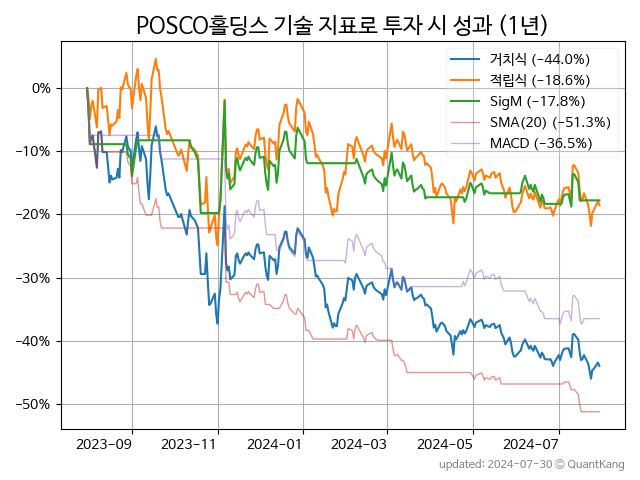 POSCO홀딩스 기술 지표로 투자 시 성과 (1년)
거치식 (−44.0%)
적립식 (−18.6%)
SigM (−17.8%)
SMA(20) (−51.3%)
MACD (−36.5%)
0%
−10%
−20%
−30%
−40%
−50%
2023-09 2023-11 2024-01 2024-03 2024-05 2024-07
updated: 2024-07-30 © QuantKang